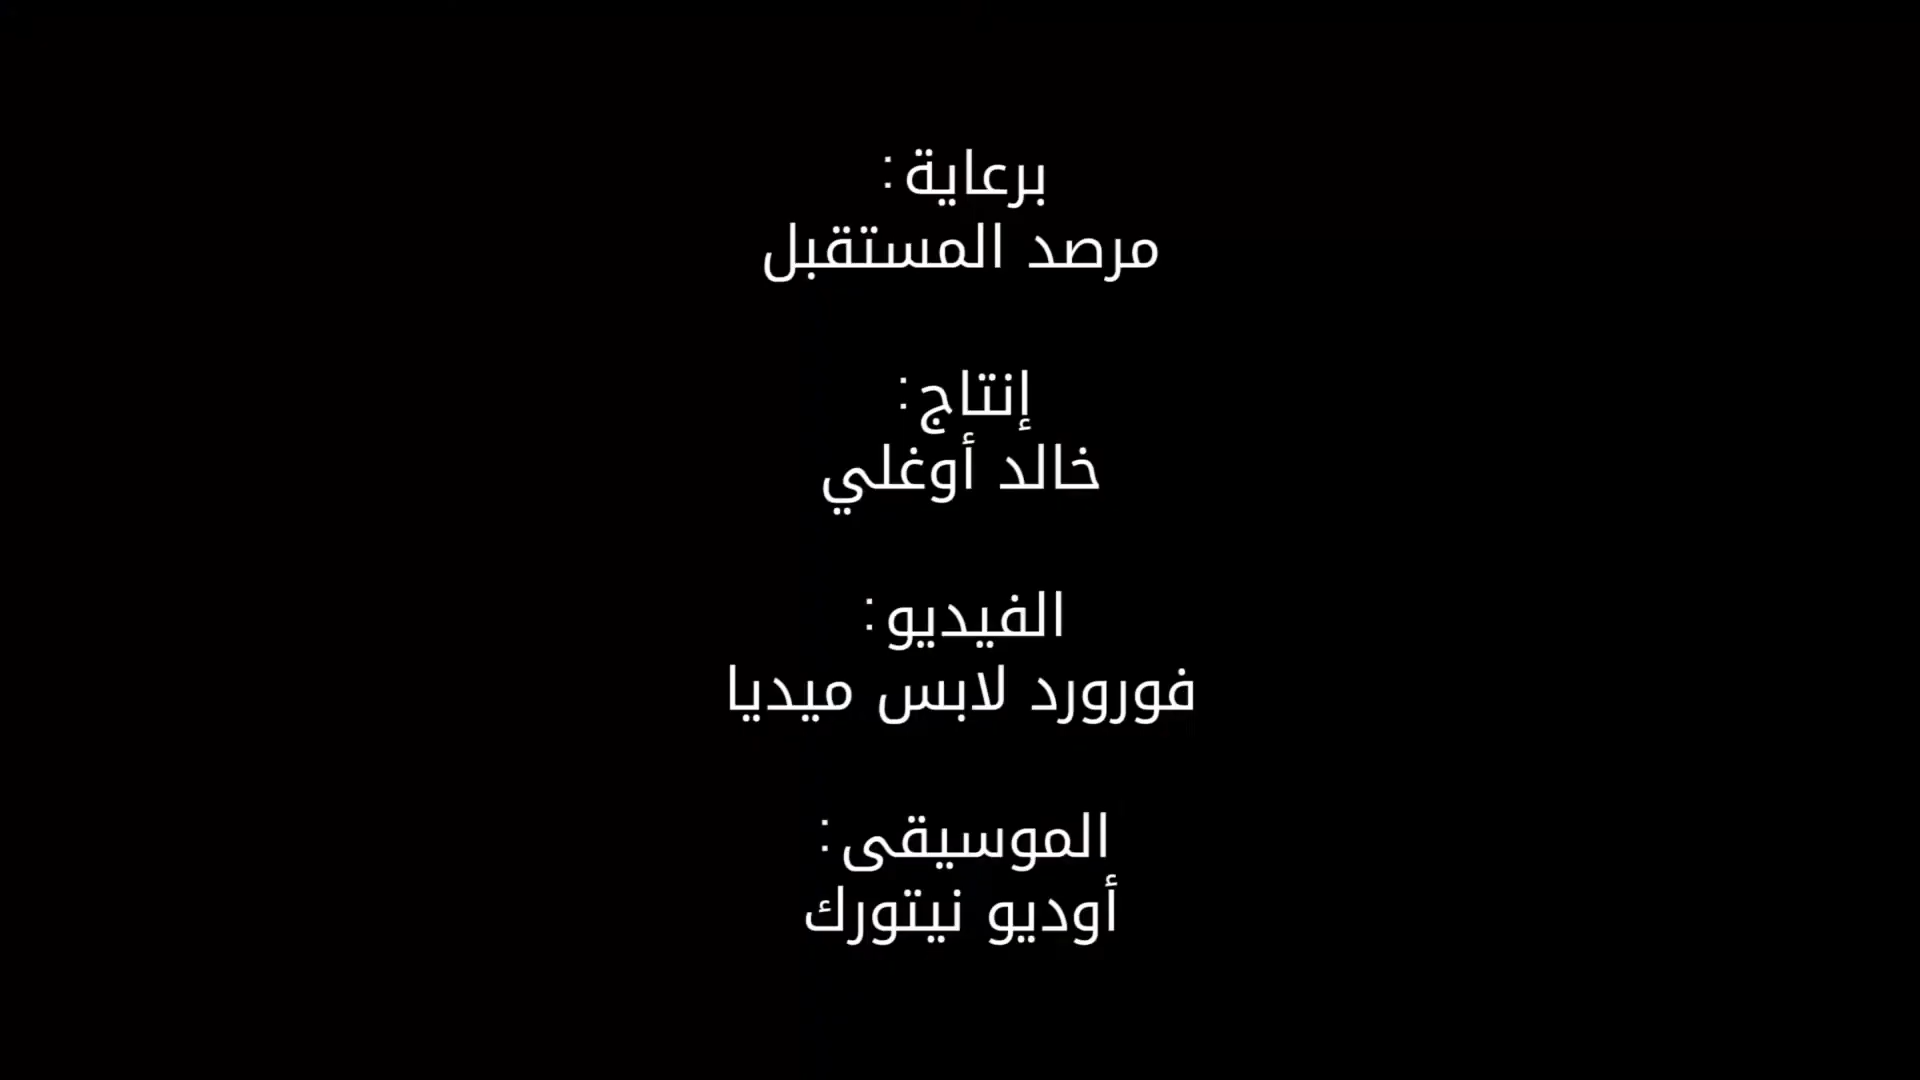 برعاية:
مرصد المستقبل
إنتاج:
خالد أوغلي
الفيديو:
فورورد لابس ميديا
الموسيقى:
أوديو نيتورك